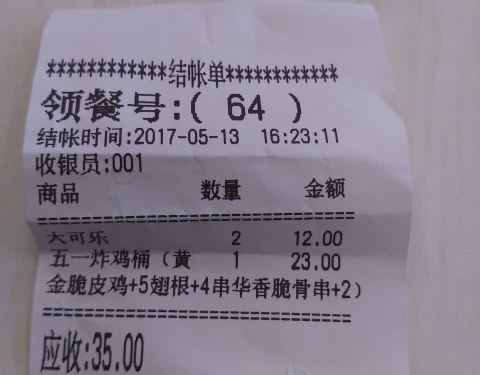 ************结帐单************
领餐号:( 64 )
结帐时间:2017-05-13 16:23:11
收银员:001
商品 数量 金额
大可乐 2 12.00
五一炸鸡桶（黄 1 23.00
金脆皮鸡+5翅根+4串华香脆骨串+2）
应收:35.00